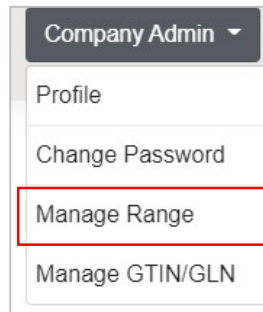 Company Admin
Profile
Change Password
Manage Range
Manage GTIN/GLN